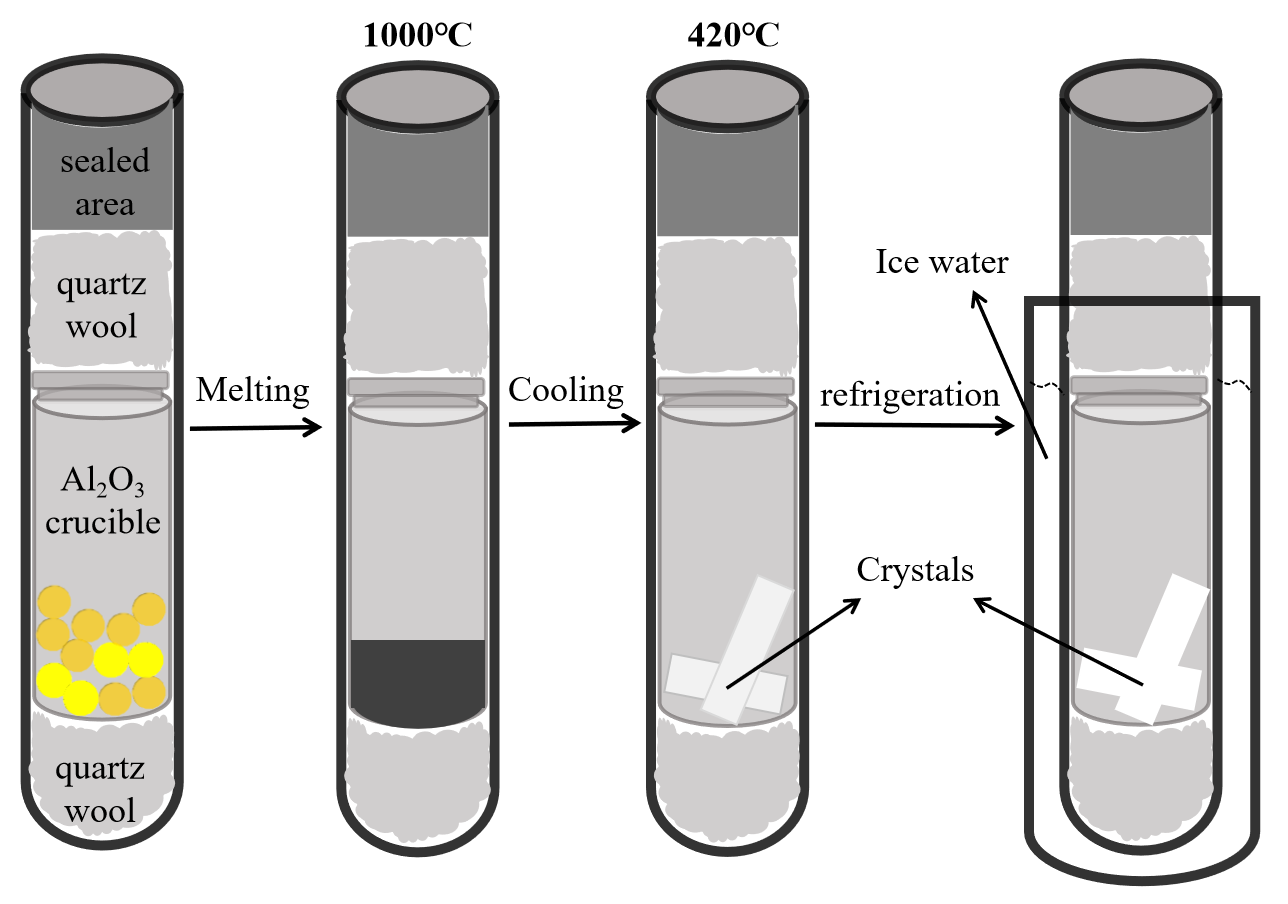 1000℃
420℃
sealed
area
quartz
wool
Ice water
Melting
Cooling
refrigeration
Al₂O₃
crucible
Crystals
quartz
wool